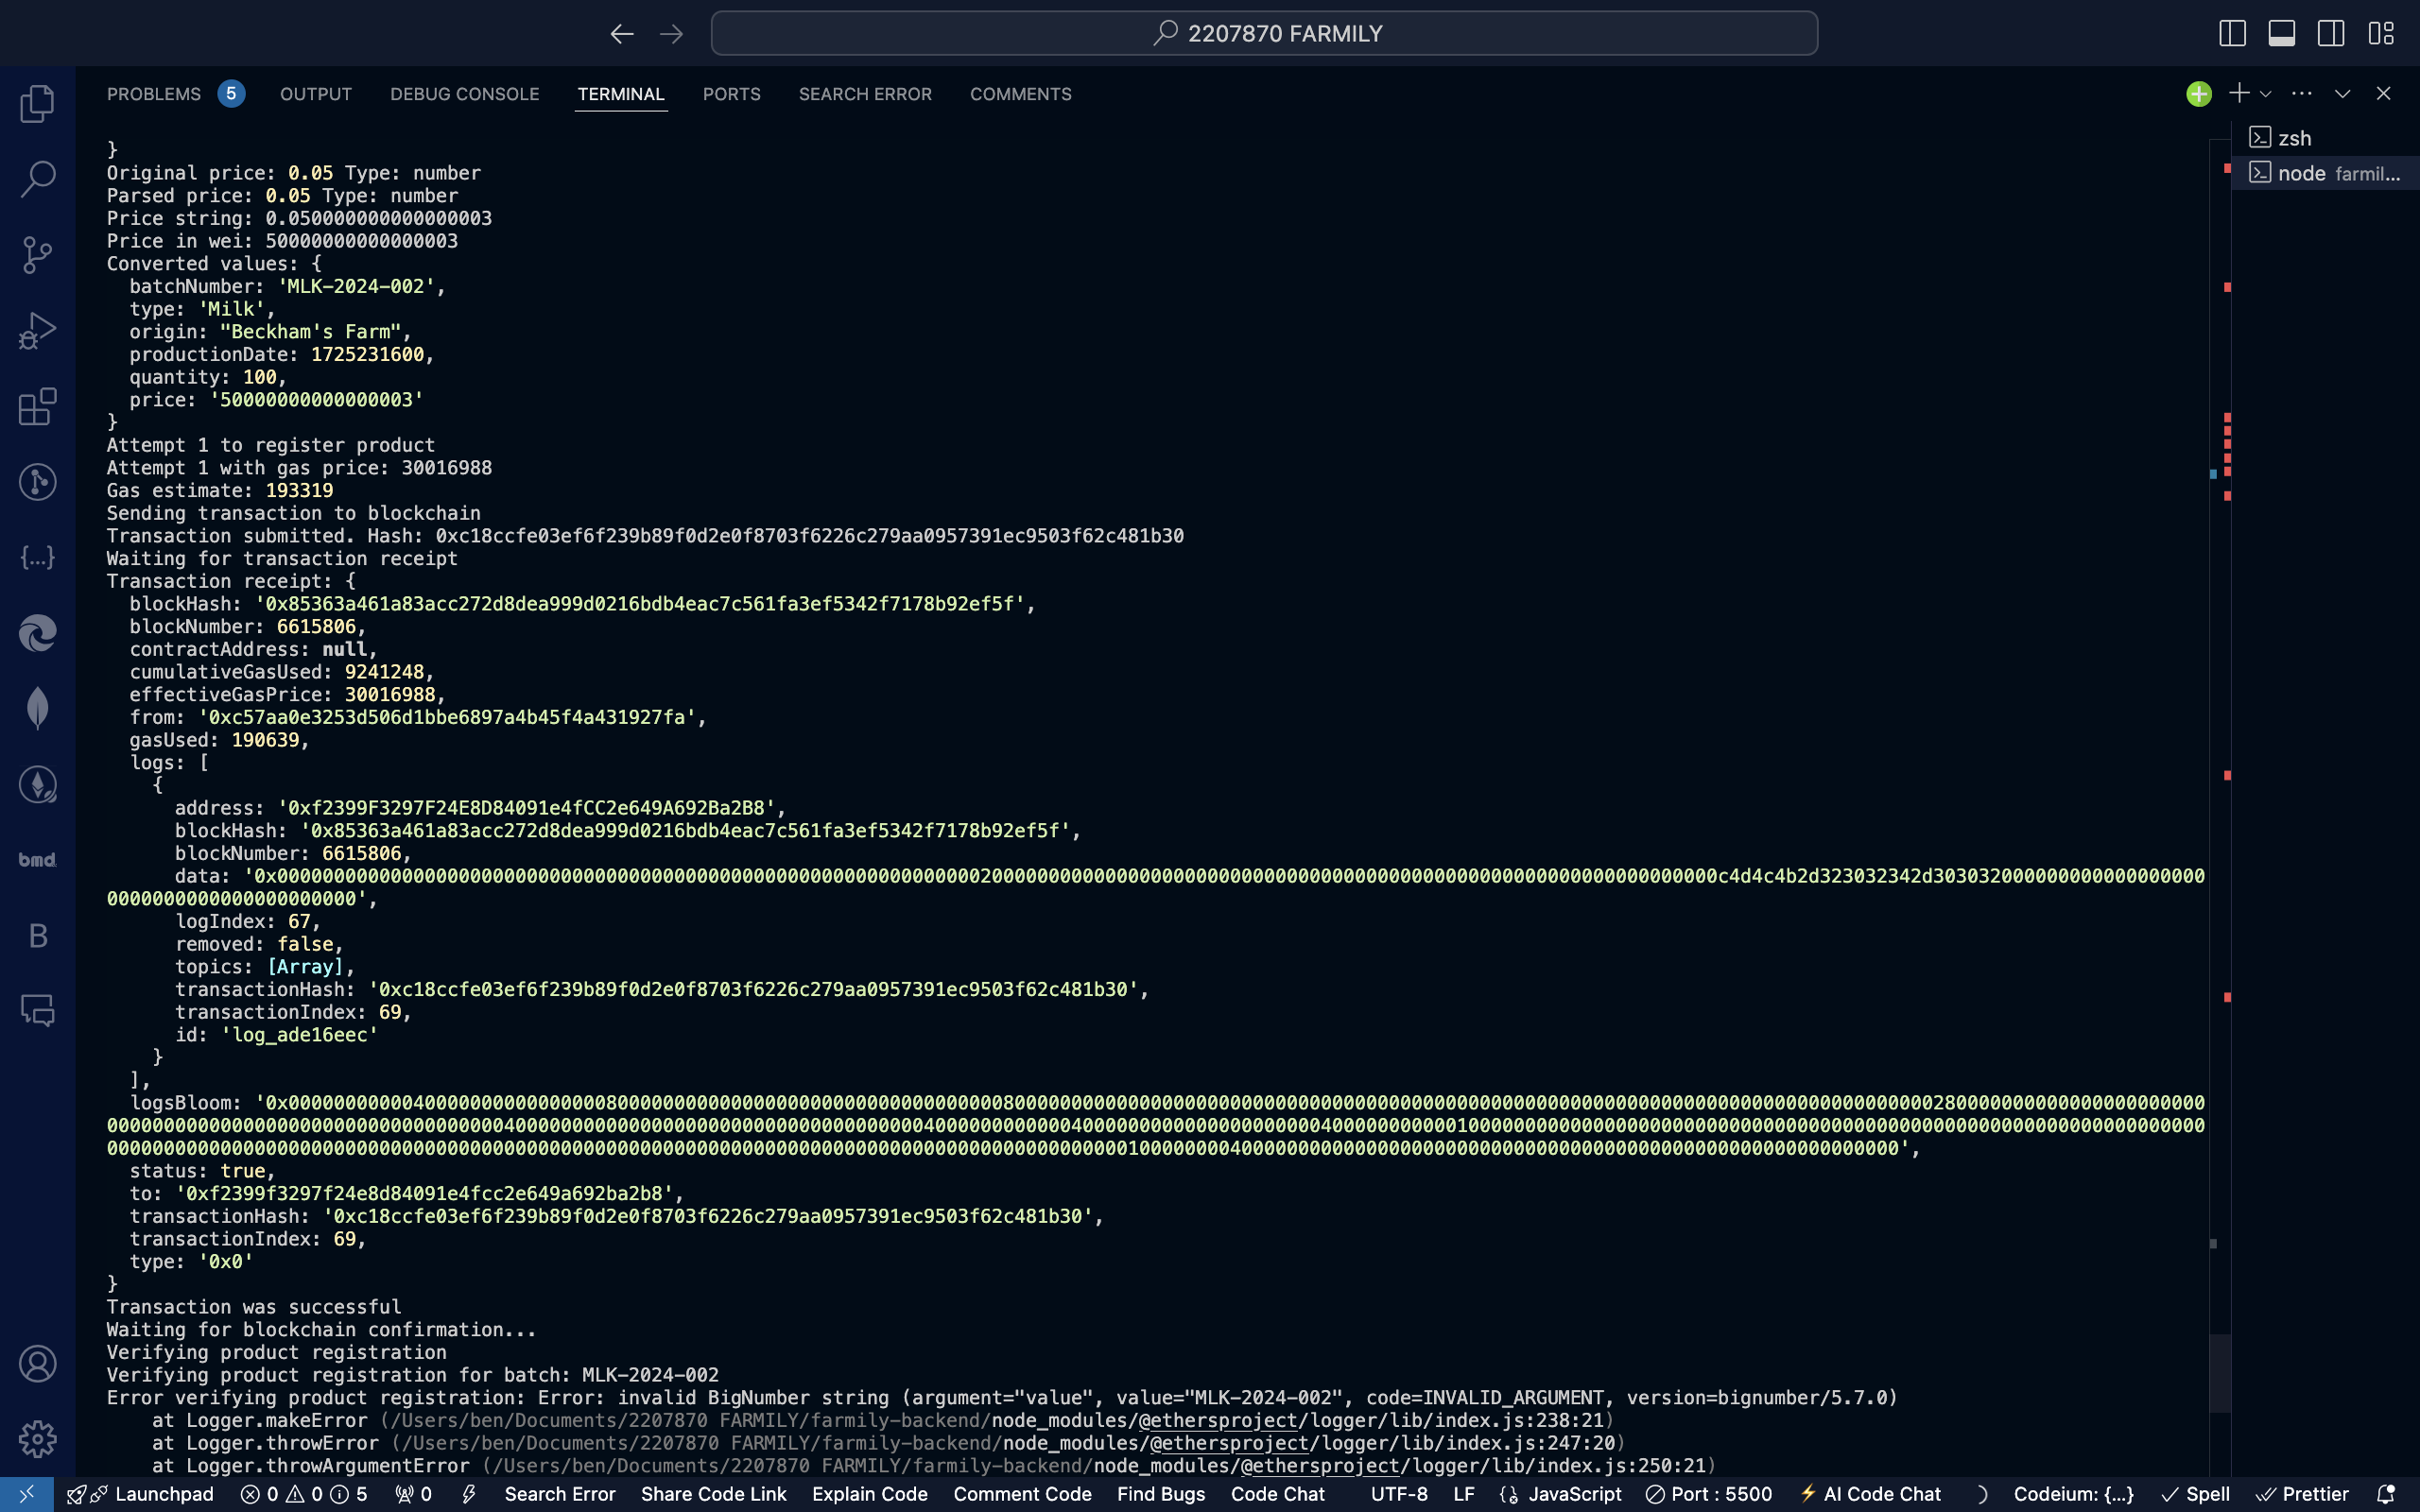 2207870 FARMILY
PROBLEMS 5 OUTPUT DEBUG CONSOLE TERMINAL PORTS SEARCH ERROR COMMENTS
zsh
node farmil...
}
Original price: 0.05 Type: number
Parsed price: 0.05 Type: number
Price string: 0.050000000000000003
Price in wei: 50000000000000003
Converted values: {
batchNumber: 'MLK-2024-002',
type: 'Milk',
origin: "Beckham's Farm",
productionDate: 1725231600,
quantity: 100,
price: '50000000000000003'
}
Attempt 1 to register product
Attempt 1 with gas price: 30016988
Gas estimate: 193319
Sending transaction to blockchain
Transaction submitted. Hash: 0xc18ccfe03ef6f239b89f0d2e0f8703f6226c279aa0957391ec9503f62c481b30
Waiting for transaction receipt
Transaction receipt: {
blockHash: '0x85363a461a83acc272d8dea999d0216bdb4eac7c561fa3ef5342f7178b92ef5f',
blockNumber: 6615806,
contractAddress: null,
cumulativeGasUsed: 9241248,
effectiveGasPrice: 30016988,
from: '0xc57aa0e3253d506d1bbe6897a4b45f4a431927fa',
gasUsed: 190639,
logs: [
{
address: '0xf2399F3297F24E8D84091e4fCC2e649A692Ba2B8',
blockHash: '0x85363a461a83acc272d8dea999d0216bdb4eac7c561fa3ef5342f7178b92ef5f',
blockNumber: 6615806,
data:
logIndex: 67,
removed: false,
topics: [Array],
transactionHash: '0xc18ccfe03ef6f239b89f0d2e0f8703f6226c279aa0957391ec9503f62c481b30',
transactionIndex: 69,
id: 'log_ade16eec'
}
],
logsBloom:
status: true,
to: '0xf2399f3297f24e8d84091e4fcc2e649a692ba2b8',
transactionHash: '0xc18ccfe03ef6f239b89f0d2e0f8703f6226c279aa0957391ec9503f62c481b30',
transactionIndex: 69,
type: '0x0'
}
Transaction was successful
Waiting for blockchain confirmation...
Verifying product registration
Verifying product registration for batch: MLK-2024-002
Error verifying product registration: Error: invalid BigNumber string (argument="value", value="MLK-2024-002", code=INVALID_ARGUMENT, version=bignumber/5.7.0)
at Logger.makeError (/Users/ben/Documents/2207870 FARMILY/farmily-backend/node_modules/@ethersproject/logger/lib/index.js:238:21)
at Logger.throwError (/Users/ben/Documents/2207870 FARMILY/farmily-backend/node_modules/@ethersproject/logger/lib/index.js:247:20)
at Logger.throwArgumentError (/Users/ben/Documents/2207870 FARMILY/farmily-backend/node_modules/@ethersproject/logger/lib/index.js:250:21)
bmd
B
Launchpad 0 0 5 0 Search Error Share Code Link Explain Code Comment Code Find Bugs Code Chat UTF-8 LF JavaScript Port : 5500 AI Code Chat Codeium: {...} Spell Prettier